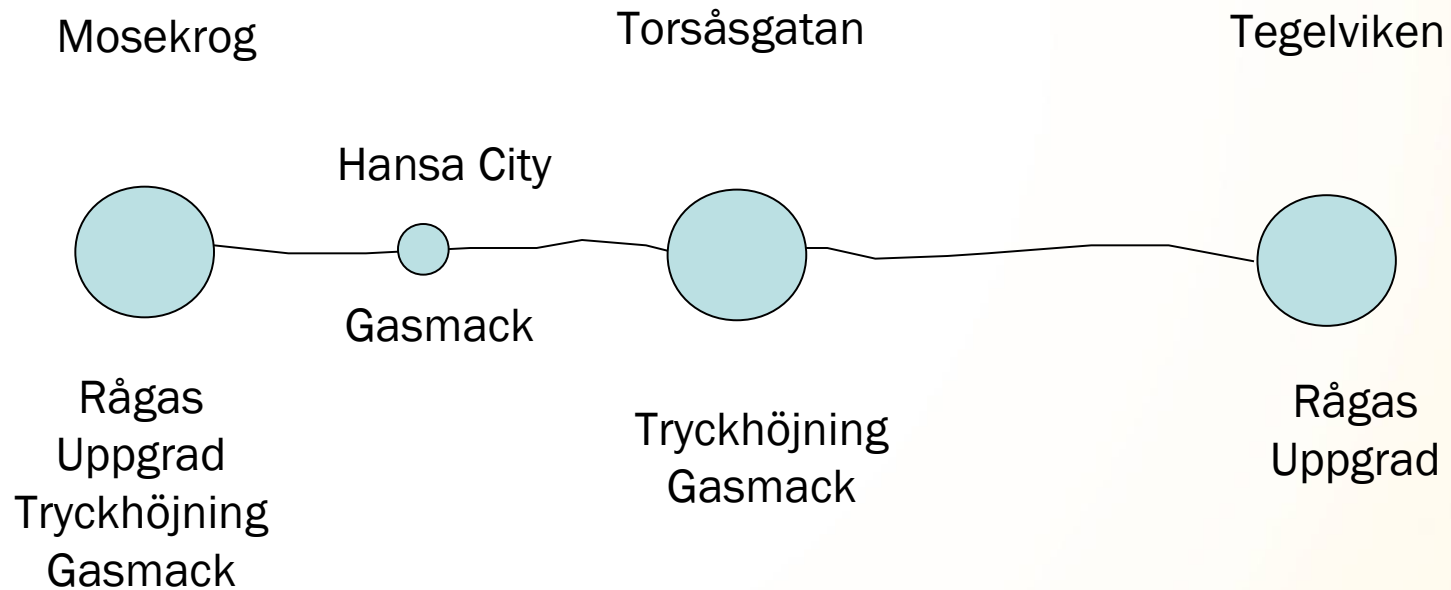 Mosekrog
Torsåsgatan
Tegelviken
Hansa City
Gasmack
Rågas
Uppgrad
Tryckhöjning
Gasmack
Tryckhöjning
Gasmack
Rågas
Uppgrad